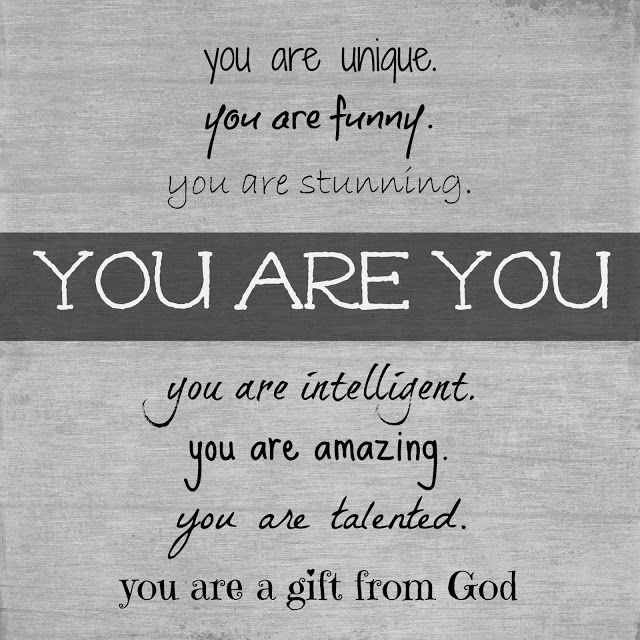 you are unique.
you are funny.
you are stunning.
YOU ARE YOU
you are intelligent.
you are amazing.
you are talented.
you are a gift from God